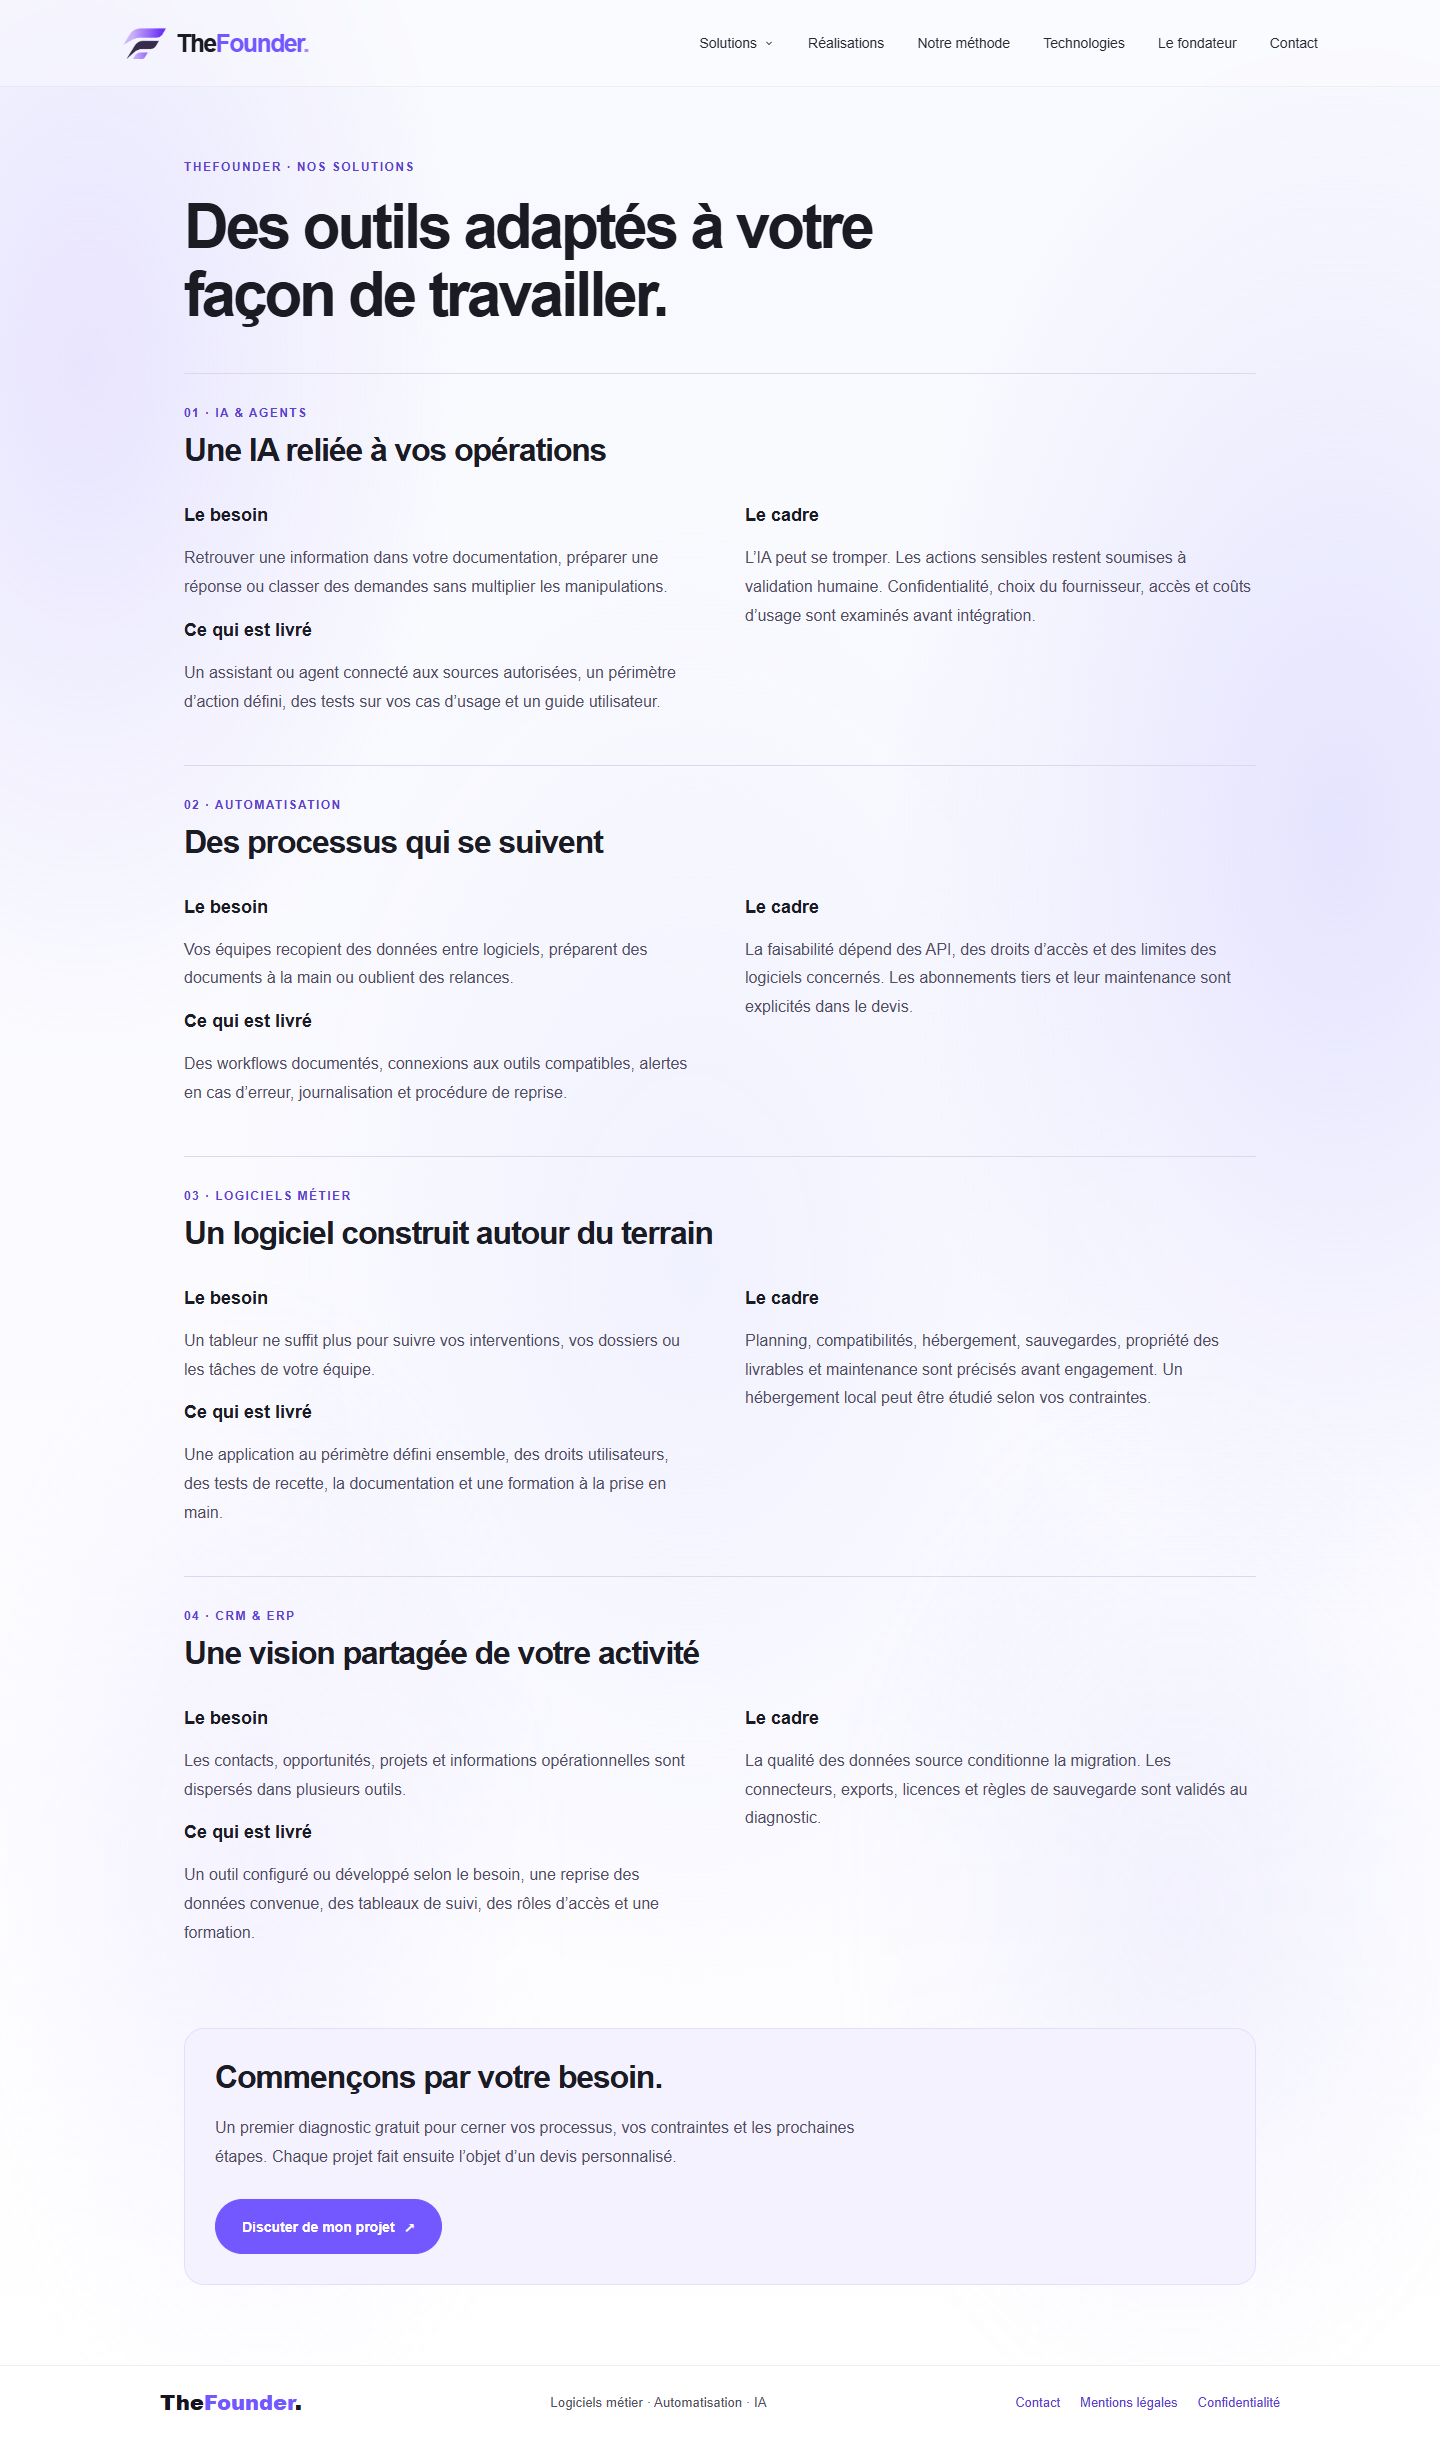 TheFounder.
Solutions
Réalisations
Notre méthode
Technologies
Le fondateur
Contact
THEFOUNDER · NOS SOLUTIONS
Des outils adaptés à votre
façon de travailler.
01 · IA & AGENTS
Une IA reliée à vos opérations
Le besoin
Retrouver une information dans votre documentation, préparer une
réponse ou classer des demandes sans multiplier les manipulations.
Ce qui est livré
Un assistant ou agent connecté aux sources autorisées, un périmètre
d’action défini, des tests sur vos cas d’usage et un guide utilisateur.
Le cadre
L’IA peut se tromper. Les actions sensibles restent soumises à
validation humaine. Confidentialité, choix du fournisseur, accès et coûts
d’usage sont examinés avant intégration.
02 · AUTOMATISATION
Des processus qui se suivent
Le besoin
Vos équipes recopient des données entre logiciels, préparent des
documents à la main ou oublient des relances.
Ce qui est livré
Des workflows documentés, connexions aux outils compatibles, alertes
en cas d’erreur, journalisation et procédure de reprise.
Le cadre
La faisabilité dépend des API, des droits d’accès et des limites des
logiciels concernés. Les abonnements tiers et leur maintenance sont
explicités dans le devis.
03 · LOGICIELS MÉTIER
Un logiciel construit autour du terrain
Le besoin
Un tableur ne suffit plus pour suivre vos interventions, vos dossiers ou
les tâches de votre équipe.
Ce qui est livré
Une application au périmètre défini ensemble, des droits utilisateurs,
des tests de recette, la documentation et une formation à la prise en
main.
Le cadre
Planning, compatibilités, hébergement, sauvegardes, propriété des
livrables et maintenance sont précisés avant engagement. Un
hébergement local peut être étudié selon vos contraintes.
04 · CRM & ERP
Une vision partagée de votre activité
Le besoin
Les contacts, opportunités, projets et informations opérationnelles sont
dispersés dans plusieurs outils.
Ce qui est livré
Un outil configuré ou développé selon le besoin, une reprise des
données convenue, des tableaux de suivi, des rôles d’accès et une
formation.
Le cadre
La qualité des données source conditionne la migration. Les
connecteurs, exports, licences et règles de sauvegarde sont validés au
diagnostic.
Commençons par votre besoin.
Un premier diagnostic gratuit pour cerner vos processus, vos contraintes et les prochaines
étapes. Chaque projet fait ensuite l’objet d’un devis personnalisé.
Discuter de mon projet ↗
TheFounder.
Logiciels métier · Automatisation · IA
Contact
Mentions légales
Confidentialité